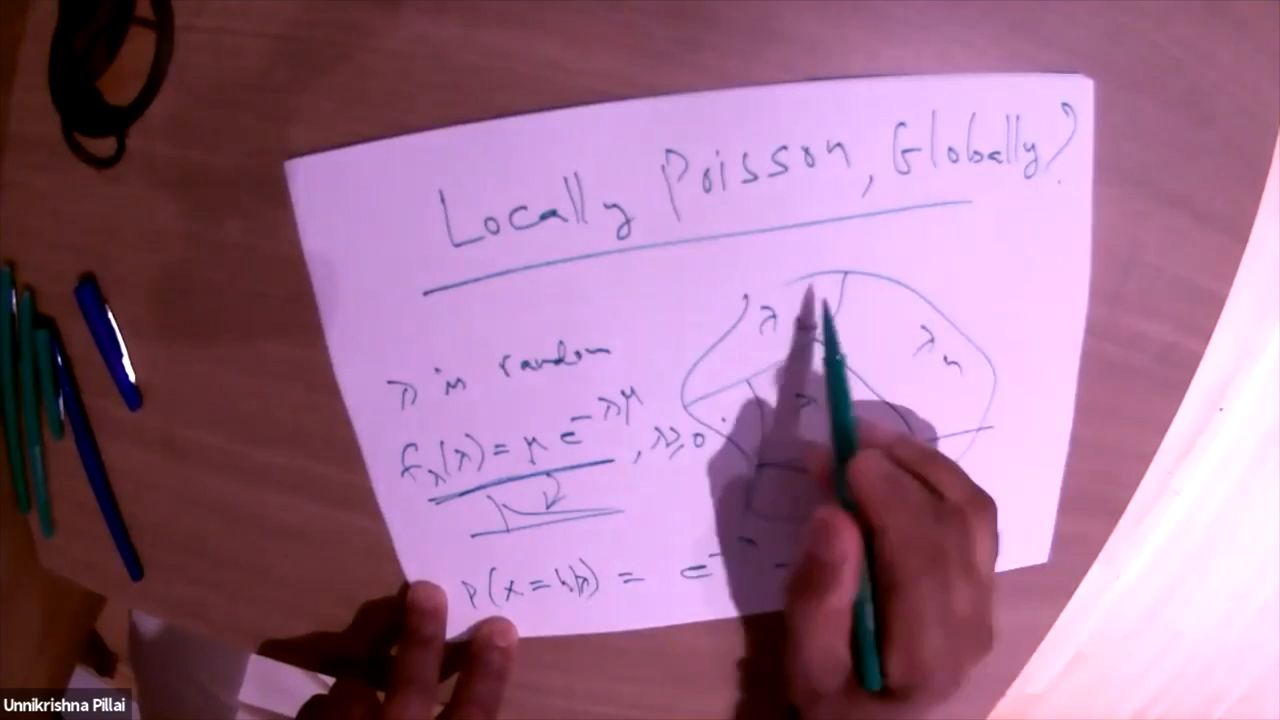 Locally Poisson, Globally?
λ is random
f_λ(λ) = μ e^{-λμ}, λ ≥ 0
λ
λ_n
λ
P(x = n|λ) = e^-
Unnikrishna Pillai